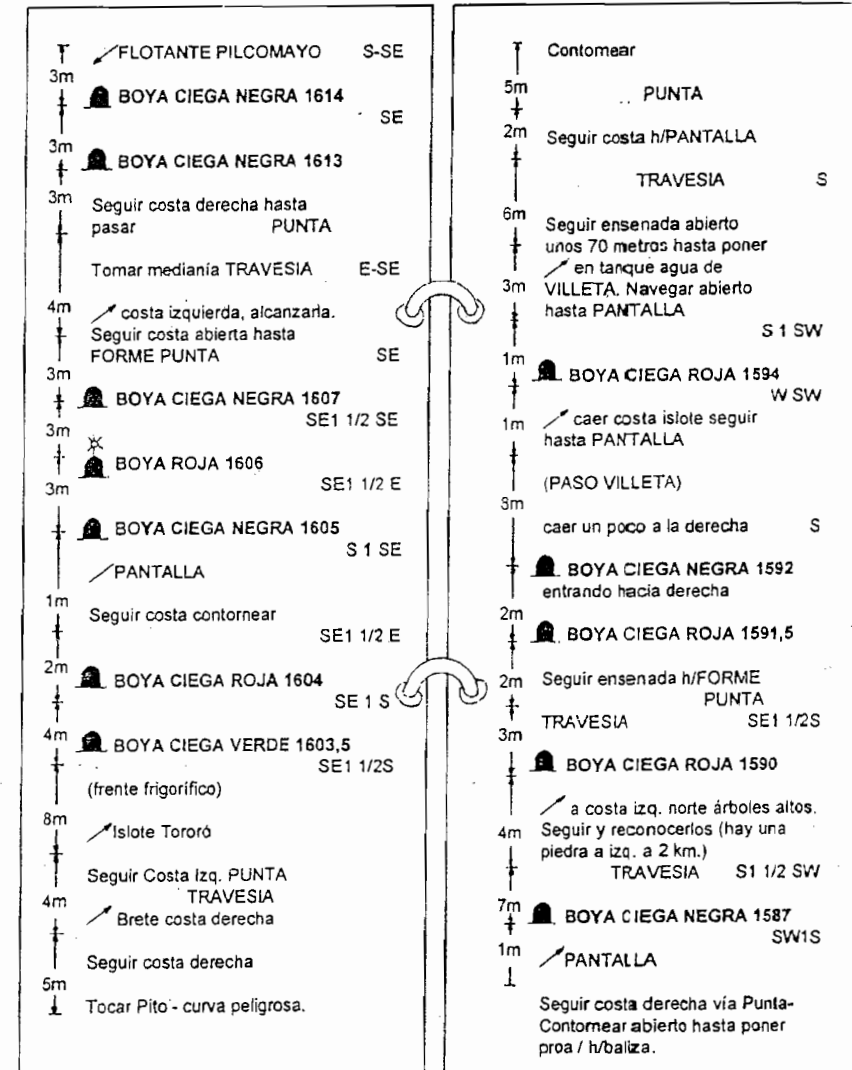 FLOTANTE PILCOMAYO S-SE
3m
BOYA CIEGA NEGRA 1614
SE
3m
BOYA CIEGA NEGRA 1613
3m
Seguir costa derecha hasta
pasar PUNTA
Tomar medianía TRAVESIA E-SE
4m
costa izquierda, alcanzarla.
Seguir costa abierta hasta
FORME PUNTA SE
3m
BOYA CIEGA NEGRA 1607
SE1 1/2 SE
3m
BOYA ROJA 1606
SE1 1/2 E
3m
BOYA CIEGA NEGRA 1605
S 1 SE
PANTALLA
1m
Seguir costa contornear
SE1 1/2 E
2m
BOYA CIEGA ROJA 1604
SE 1 S
4m
BOYA CIEGA VERDE 1603,5
SE1 1/2S
(frente frigorífico)
8m
Islote Tororó
Seguir Costa Izq. PUNTA
TRAVESIA
4m
Brete costa derecha
Seguir costa derecha
5m
Tocar Pito - curva peligrosa.
Contornear
5m
PUNTA
2m
Seguir costa h/PANTALLA
TRAVESIA S
6m
Seguir ensenada abierto
unos 70 metros hasta poner
en tanque agua de
3m
VILLETA. Navegar abierto
hasta PANTALLA
S 1 SW
1m
BOYA CIEGA ROJA 1594
W SW
1m
caer costa islote seguir
hasta PANTALLA
(PASO VILLETA)
3m
caer un poco a la derecha S
BOYA CIEGA NEGRA 1592
entrando hacia derecha
2m
BOYA CIEGA ROJA 1591,5
2m
Seguir ensenada h/FORME
PUNTA
TRAVESIA SE1 1/2S
3m
BOYA CIEGA ROJA 1590
a costa izq. norte árboles altos.
4m
Seguir y reconocerlos (hay una
piedra a izq. a 2 km.)
TRAVESIA S1 1/2 SW
7m
BOYA CIEGA NEGRA 1587
SW1S
1m
PANTALLA
Seguir costa derecha vía Punta-
Contornear abierto hasta poner
proa / h/baliza.